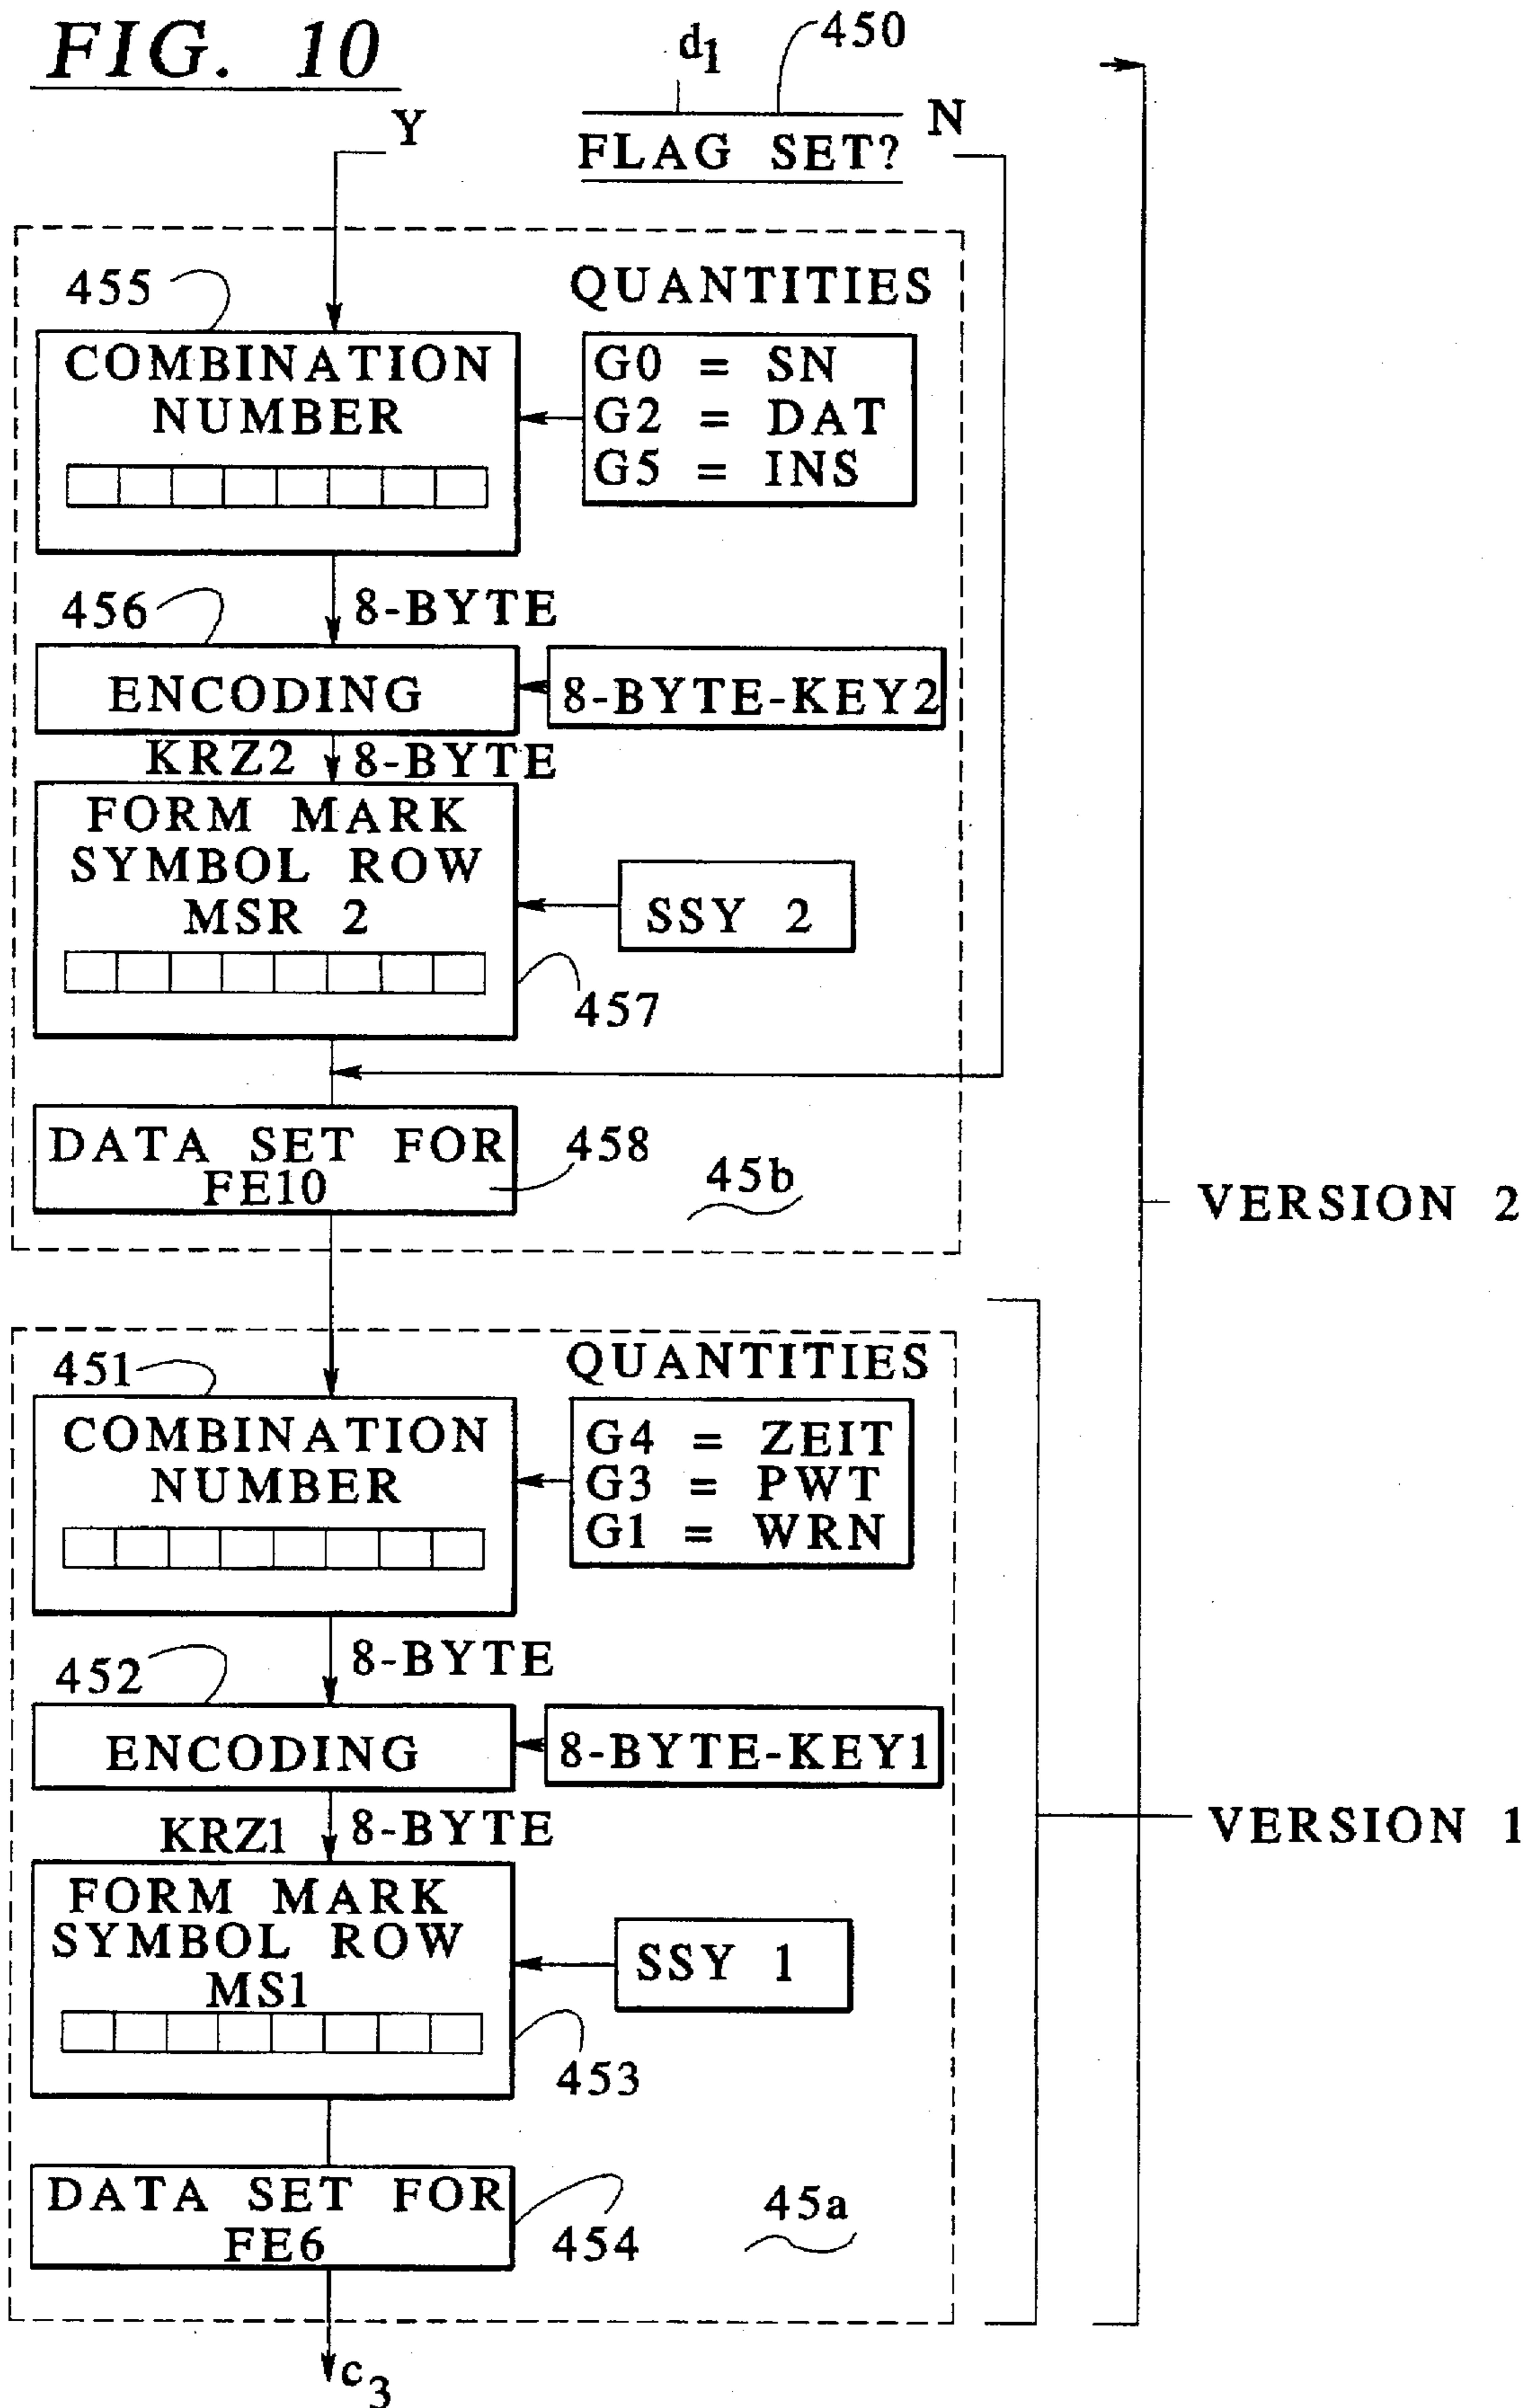 FIG. 10
d1
450
Y
N
FLAG SET?
455
QUANTITIES
COMBINATION
NUMBER
G0 = SN
G2 = DAT
G5 = INS
456
8-BYTE
ENCODING
8-BYTE-KEY2
KRZ2
8-BYTE
FORM MARK
SYMBOL ROW
MSR 2
SSY 2
457
DATA SET FOR
FE10
458
45b
VERSION 2
451
QUANTITIES
COMBINATION
NUMBER
G4 = ZEIT
G3 = PWT
G1 = WRN
452
8-BYTE
ENCODING
8-BYTE-KEY1
KRZ1
8-BYTE
VERSION 1
FORM MARK
SYMBOL ROW
MS1
SSY 1
453
DATA SET FOR
FE6
454
45a
c3